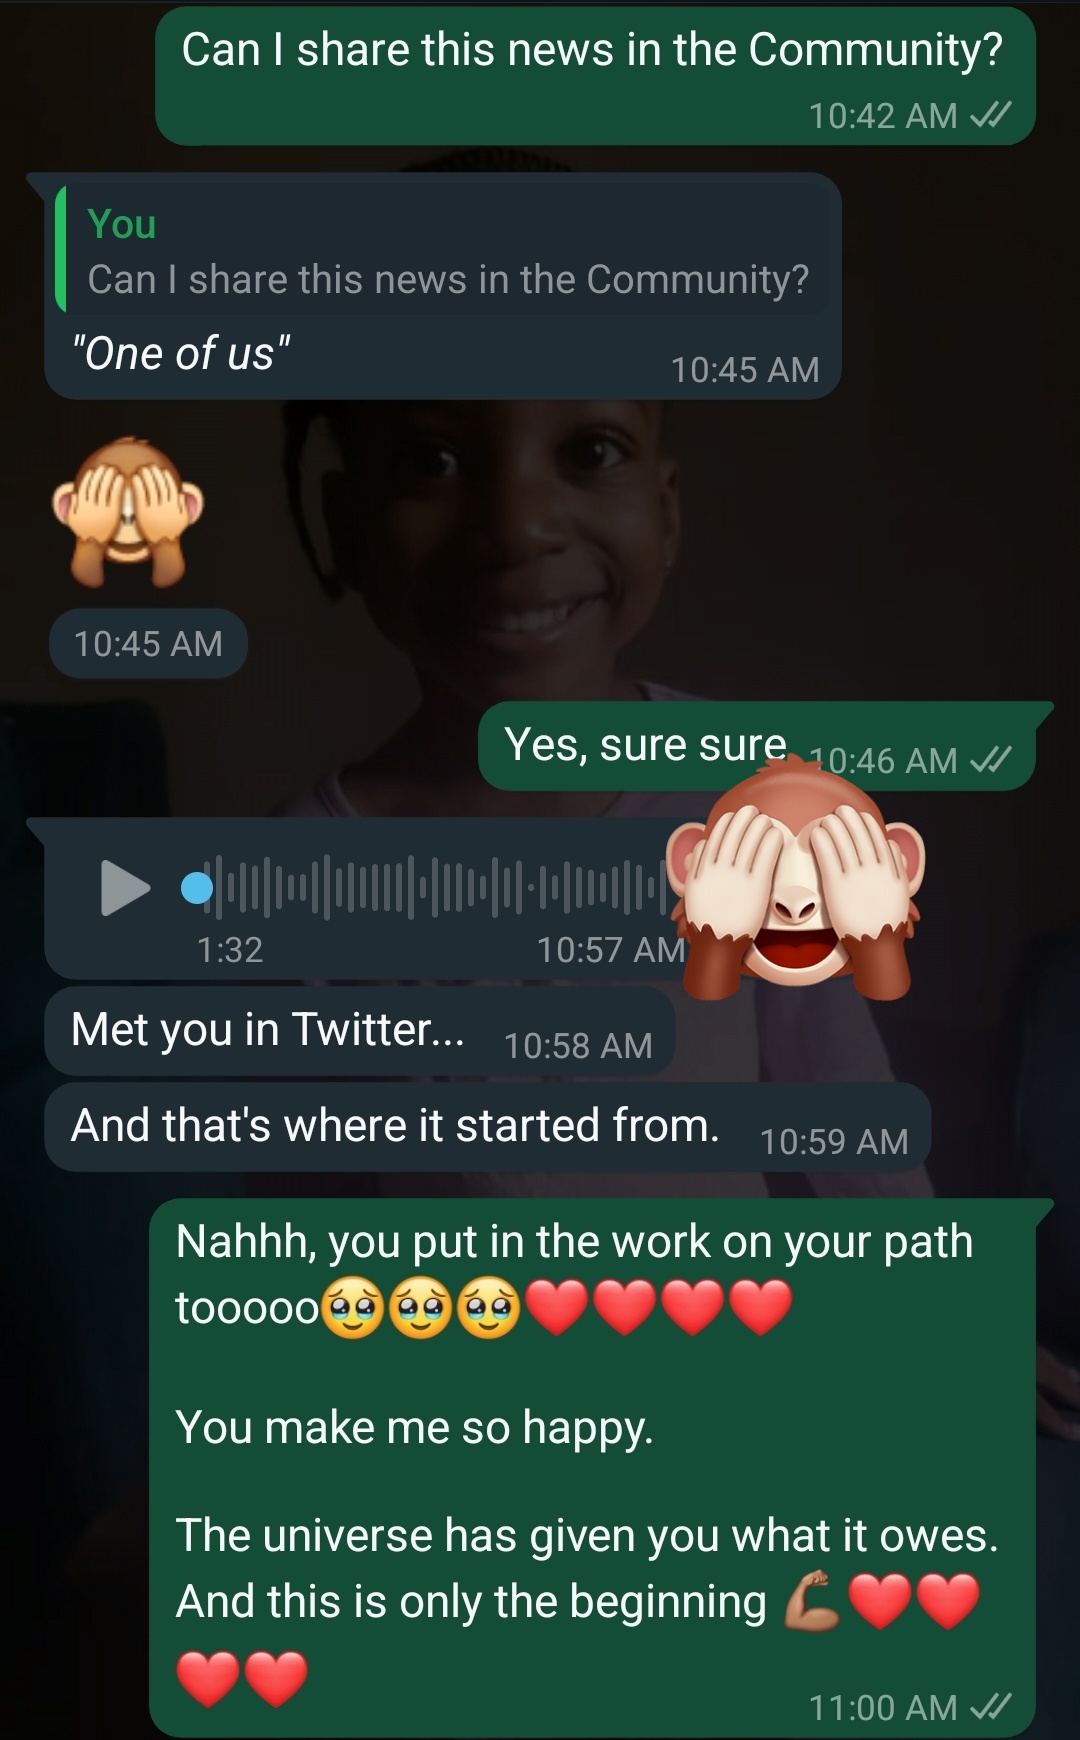 Can I share this news in the Community?
10:42 AM
You
Can I share this news in the Community?
"One of us"
10:45 AM
10:45 AM
Yes, sure sure
10:46 AM
1:32
10:57 AM
Met you in Twitter...
10:58 AM
And that's where it started from.
10:59 AM
Nahhh, you put in the work on your path
tooooo🥹🥹🥹❤️❤️❤️❤️
You make me so happy.
The universe has given you what it owes.
And this is only the beginning 💪🏽❤️❤️
❤️❤️
11:00 AM